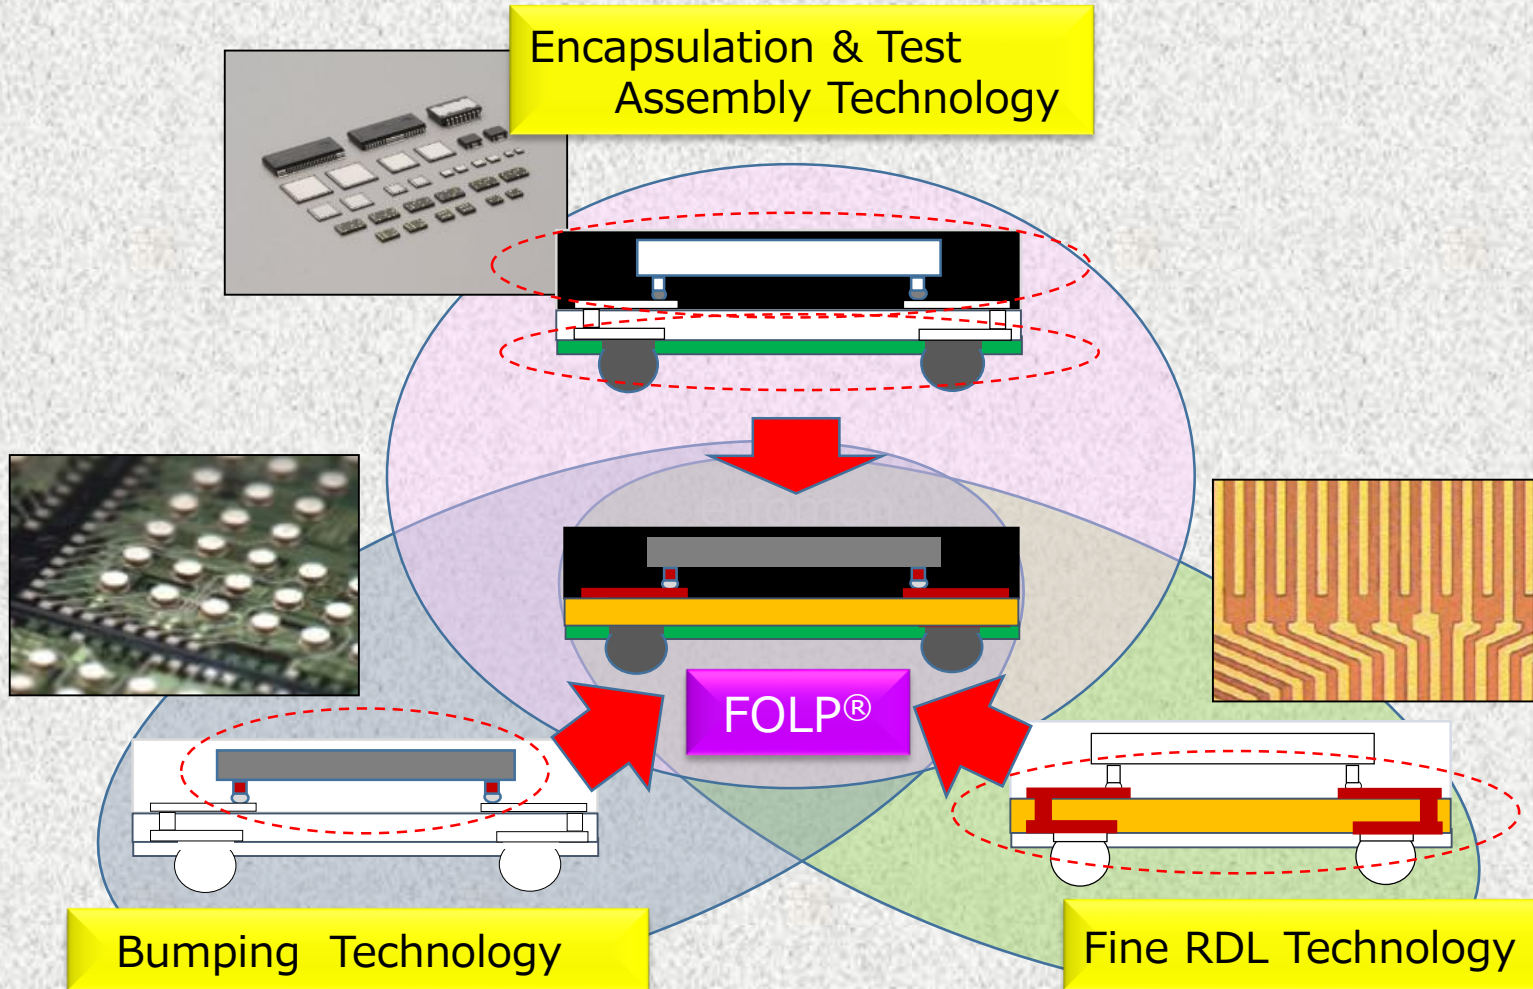 Encapsulation & Test
Assembly Technology
FOLP®
Bumping Technology
Fine RDL Technology